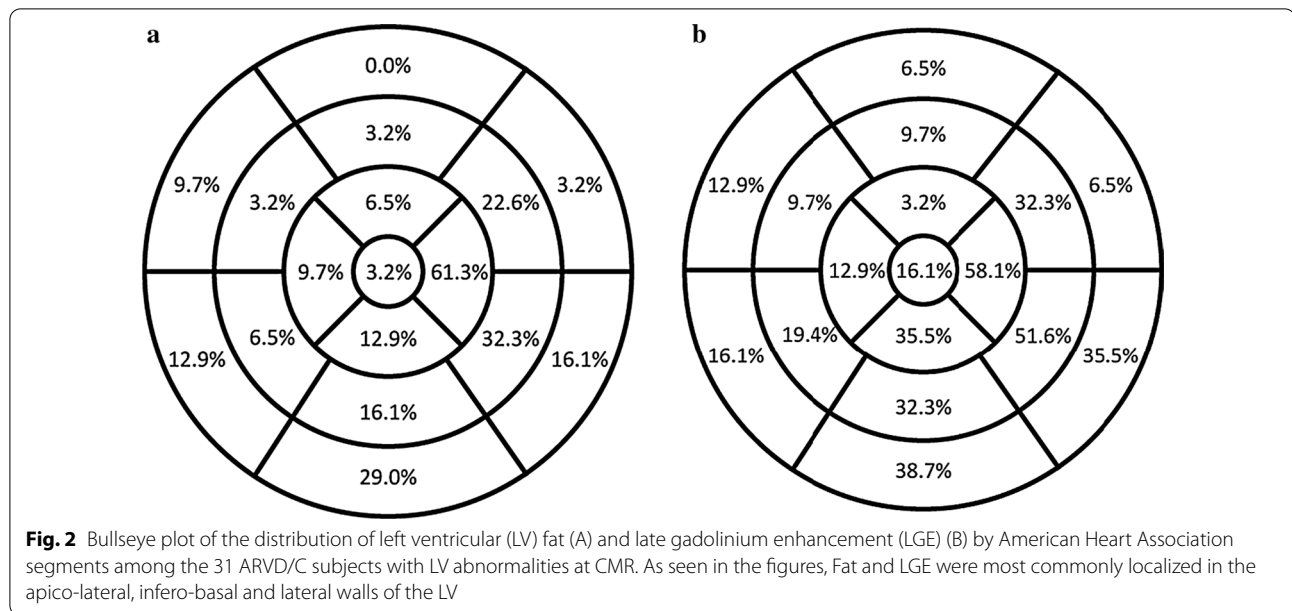 a b
0.0% 6.5%
3.2% 9.7%
9.7% 3.2% 6.5% 22.6% 3.2% 12.9% 9.7% 3.2% 32.3% 6.5%
9.7% 3.2% 61.3% 12.9% 16.1% 58.1%
12.9% 6.5% 12.9% 32.3% 16.1% 16.1% 19.4% 35.5% 51.6% 35.5%
16.1% 32.3%
29.0% 38.7%
Fig. 2 Bullseye plot of the distribution of left ventricular (LV) fat (A) and late gadolinium enhancement (LGE) (B) by American Heart Association
segments among the 31 ARVD/C subjects with LV abnormalities at CMR. As seen in the figures, Fat and LGE were most commonly localized in the
apico-lateral, infero-basal and lateral walls of the LV